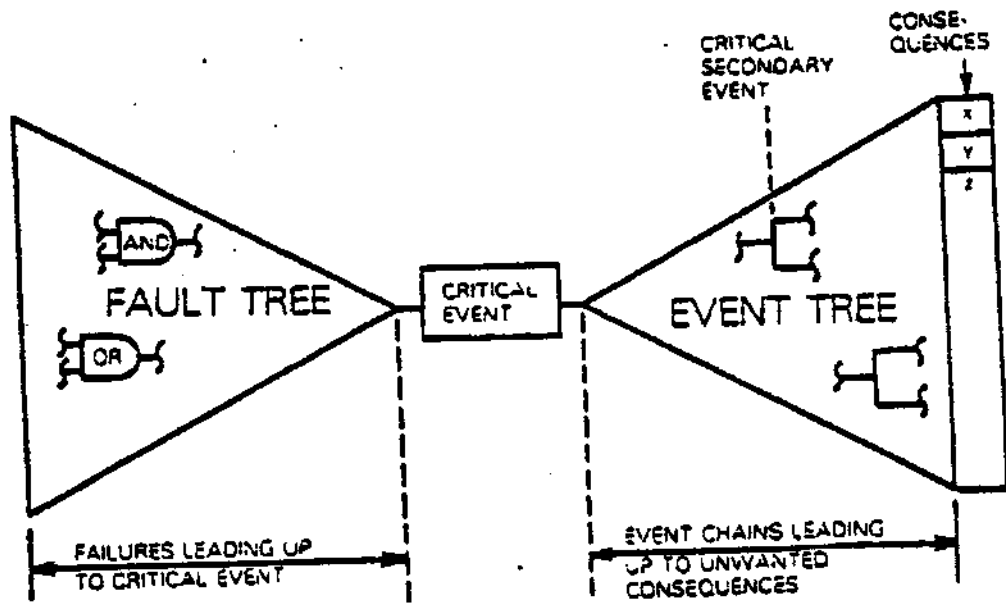 CONSE-
QUENCES
CRITICAL
SECONDARY
EVENT
X
Y
Z
AND
FAULT TREE
OR
CRITICAL
EVENT
EVENT TREE
FAILURES LEADING UP
TO CRITICAL EVENT
EVENT CHAINS LEADING
UP TO UNWANTED
CONSEQUENCES